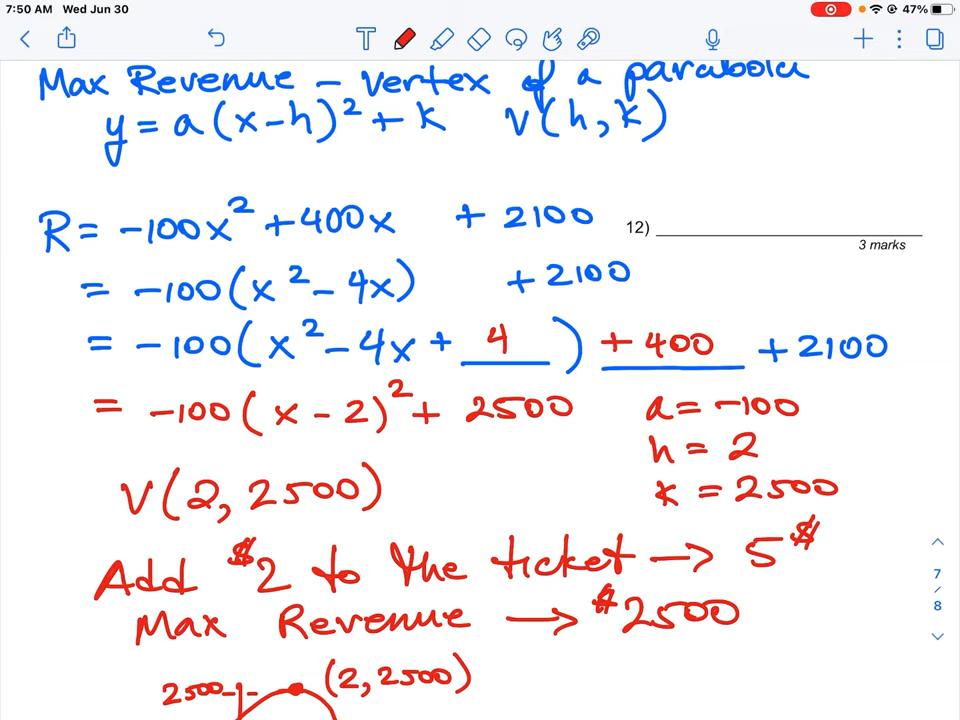 7:50 AM Wed Jun 30
47%
T
Max Revenue – vertex of a parabola
y = a(x-h)² + k V(h,k)
R = -100x² + 400x + 2100
12)
3 marks
= -100(x² - 4x) + 2100
= -100(x² - 4x + 4) + 400 + 2100
= -100(x - 2)² + 2500 a = -100
h = 2
V(2, 2500) k = 2500
Add $2 to the ticket → 5$
Max Revenue → $2500
7
/
8
2500 (2, 2500)